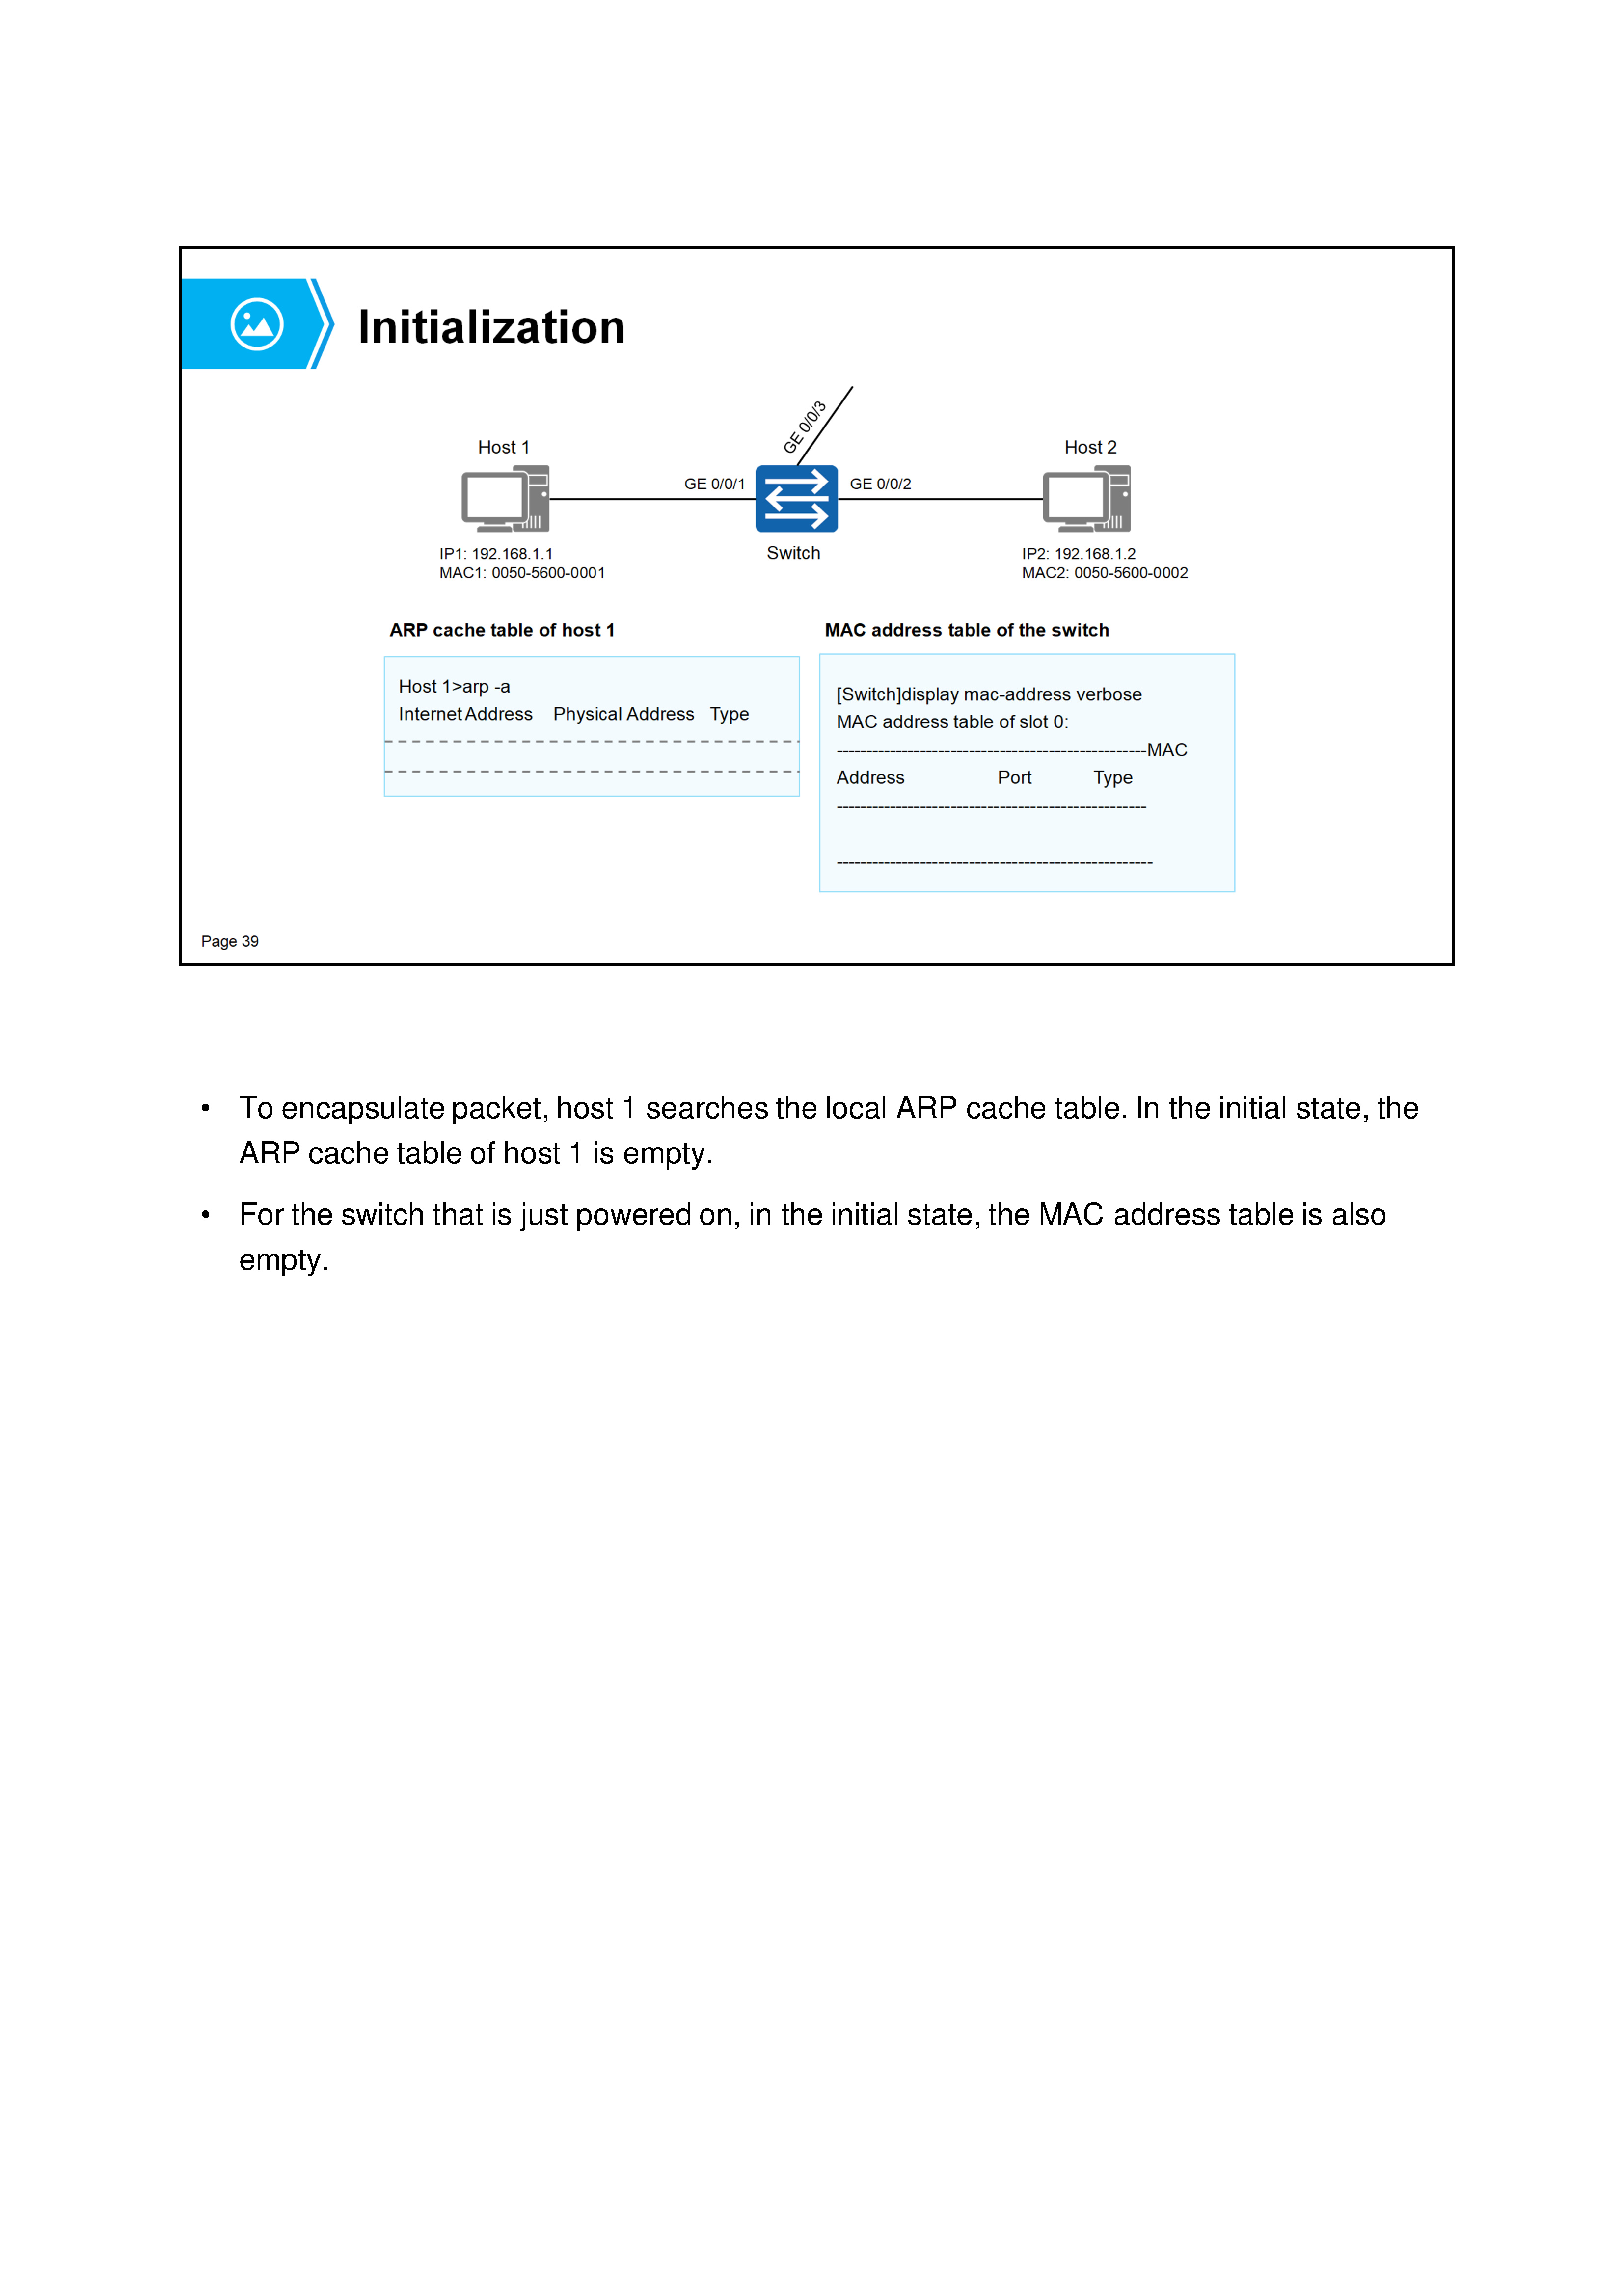 Initialization
GE 0/0/3
Host 1
Host 2
GE 0/0/1
GE 0/0/2
Switch
IP1: 192.168.1.1
MAC1: 0050-5600-0001
IP2: 192.168.1.2
MAC2: 0050-5600-0002
ARP cache table of host 1
Host 1>arp -a
Internet Address Physical Address Type
MAC address table of the switch
[Switch]display mac-address verbose
MAC address table of slot 0:
----------------------------------------------------MAC
Address Port Type
----------------------------------------------------
-----------------------------------------------------
Page 39
• To encapsulate packet, host 1 searches the local ARP cache table. In the initial state, the
ARP cache table of host 1 is empty.
• For the switch that is just powered on, in the initial state, the MAC address table is also
empty.